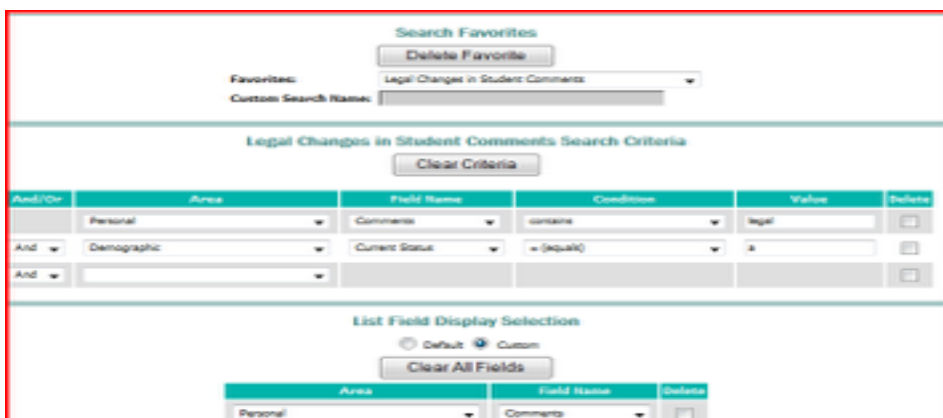 Search Favorites
Delete Favorite
Favorites: Legal Changes in Student Comments
Custom Search Name:
Legal Changes in Student Comments Search Criteria
Clear Criteria
And/Or Area Field Name Condition Value Delete
Personal Comments contains legal
And Demographic Current Status = (equals) a
And
List Field Display Selection
Default Custom
Clear All Fields
Area Field Name Delete
Personal Comments